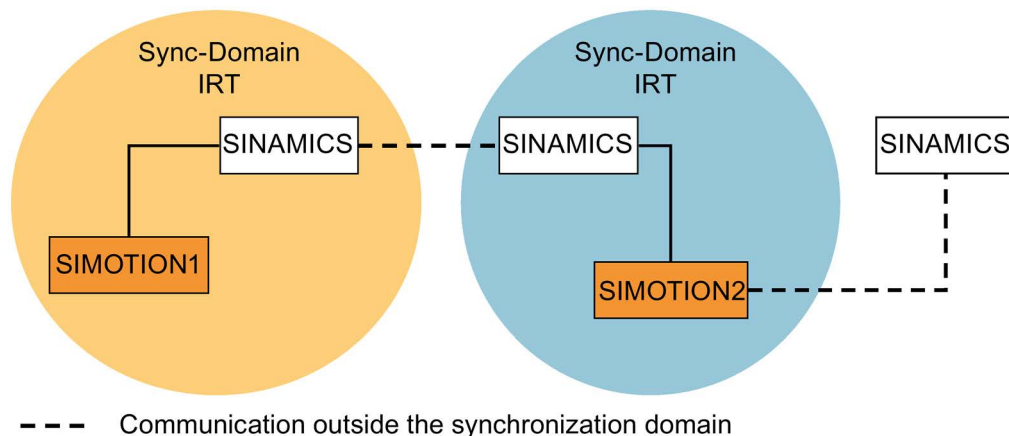 Sync-Domain
IRT
Sync-Domain
IRT
SINAMICS
SINAMICS
SINAMICS
SIMOTION1
SIMOTION2
Communication outside the synchronization domain